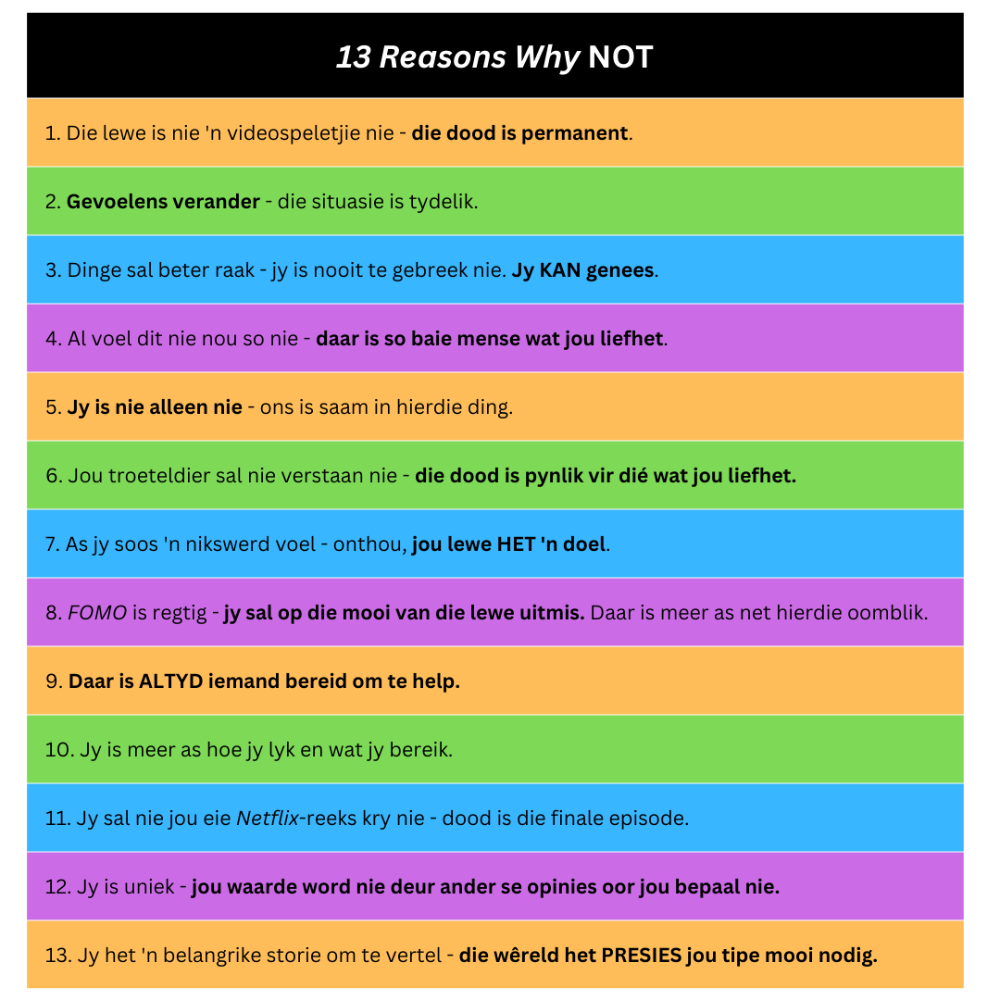 13 Reasons Why NOT
1. Die lewe is nie 'n videospeletjie nie - die dood is permanent.
2. Gevoelens verander - die situasie is tydelik.
3. Dinge sal beter raak - jy is nooit te gebreek nie. Jy KAN genees.
4. Al voel dit nie nou so nie - daar is so baie mense wat jou liefhet.
5. Jy is nie alleen nie - ons is saam in hierdie ding.
6. Jou troeteldier sal nie verstaan nie - die dood is pynlik vir dié wat jou liefhet.
7. As jy soos 'n nikswerd voel - onthou, jou lewe HET 'n doel.
8. FOMO is regtig - jy sal op die mooi van die lewe uitmis. Daar is meer as net hierdie oomblik.
9. Daar is ALTYD iemand bereid om te help.
10. Jy is meer as hoe jy lyk en wat jy bereik.
11. Jy sal nie jou eie Netflix-reeks kry nie - dood is die finale episode.
12. Jy is uniek - jou waarde word nie deur ander se opinies oor jou bepaal nie.
13. Jy het 'n belangrike storie om te vertel - die wêreld het PRESIES jou tipe mooi nodig.